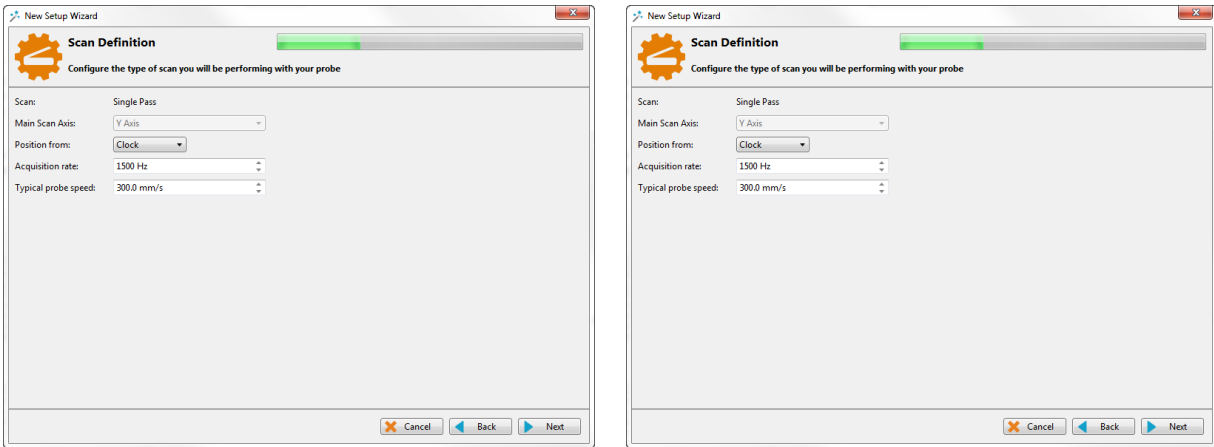 New Setup Wizard
Scan Definition
Configure the type of scan you will be performing with your probe
Scan: Single Pass
Main Scan Axis: Y Axis
Position from: Clock
Acquisition rate: 1500 Hz
Typical probe speed: 300.0 mm/s
Cancel Back Next
New Setup Wizard
Scan Definition
Configure the type of scan you will be performing with your probe
Scan: Single Pass
Main Scan Axis: Y Axis
Position from: Clock
Acquisition rate: 1500 Hz
Typical probe speed: 300.0 mm/s
Cancel Back Next